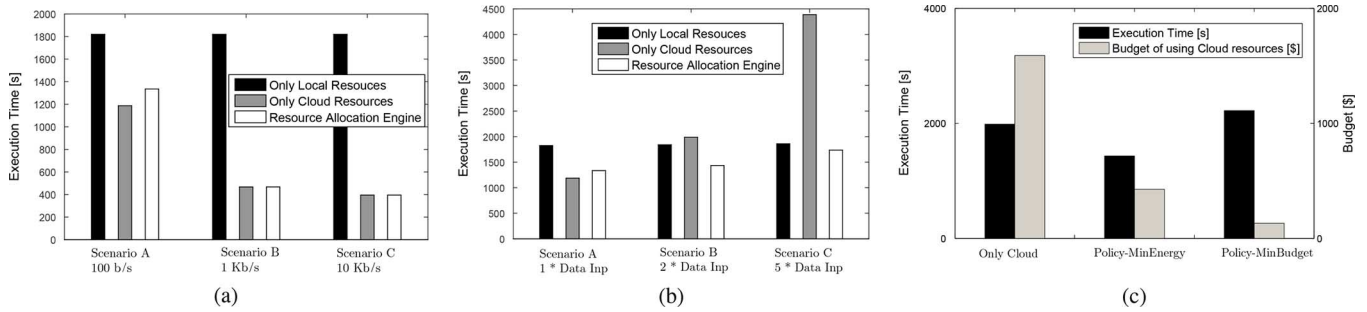 2000
1800
1600
1400
1200
1000
800
600
400
200
0
Execution Time [s]
Only Local Resouces
Only Cloud Resources
Resource Allocation Engine
Scenario A
100 b/s
Scenario B
1 Kb/s
Scenario C
10 Kb/s
(a)
4500
4000
3500
3000
2500
2000
1500
1000
500
0
Execution Time [s]
Only Local Resouces
Only Cloud Resources
Resource Allocation Engine
Scenario A
1 * Data Inp
Scenario B
2 * Data Inp
Scenario C
5 * Data Inp
(b)
4000
2000
0
Execution Time [s]
Execution Time [s]
Budget of using Cloud resources [$]
2000
1000
0
Budget [$]
Only Cloud
Policy-MinEnergy
Policy-MinBudget
(c)